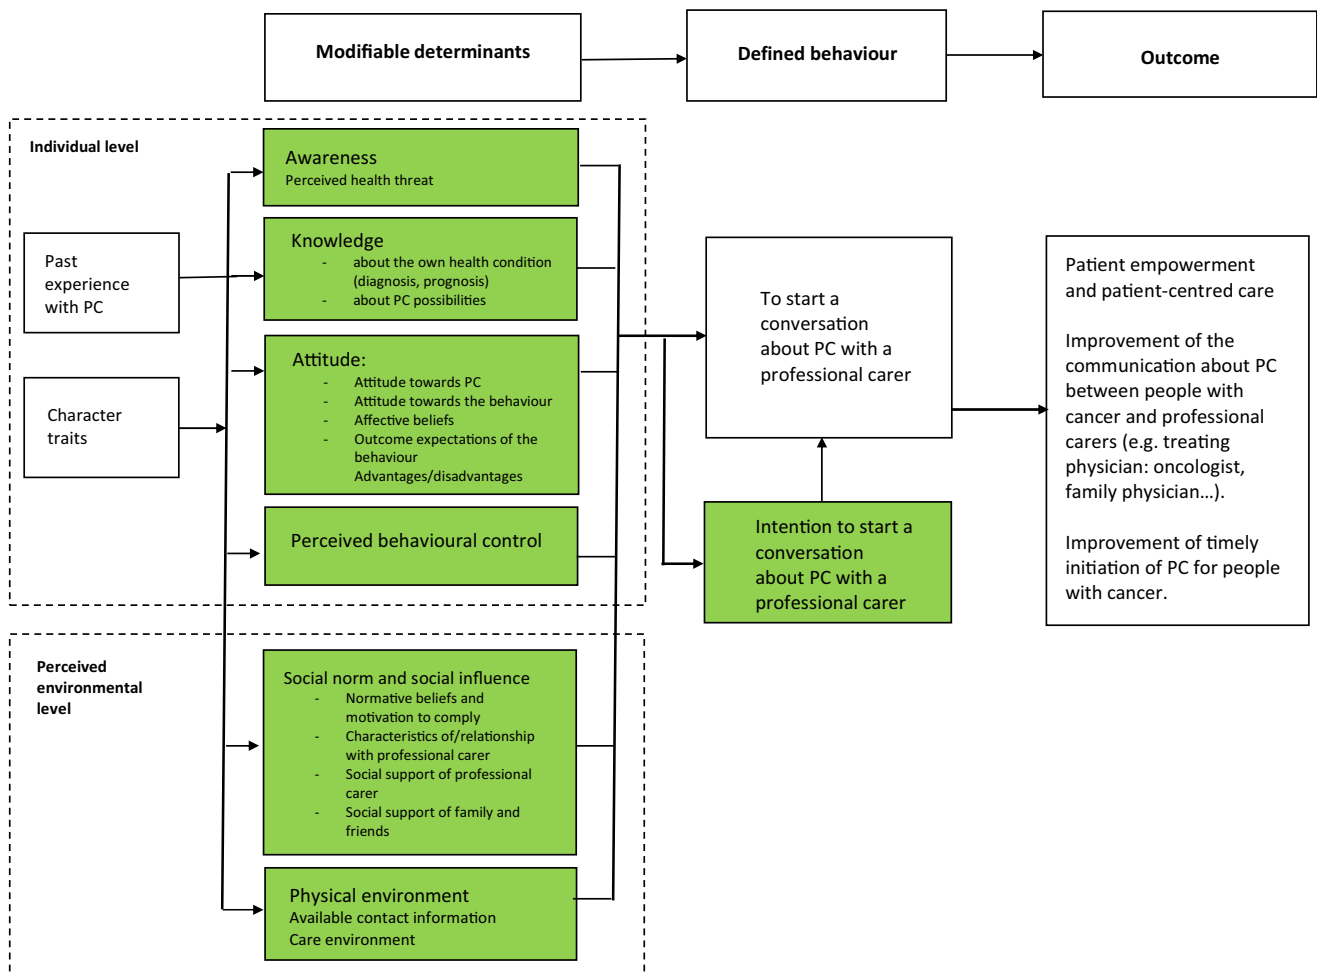 Modifiable determinants
Defined behaviour
Outcome
Individual level
Past
experience
with PC
Character
traits
Awareness
Perceived health threat
Knowledge
- about the own health condition
(diagnosis, prognosis)
- about PC possibilities
Attitude:
- Attitude towards PC
- Attitude towards the behaviour
- Affective beliefs
- Outcome expectations of the
behaviour
Advantages/disadvantages
Perceived behavioural control
Perceived
environmental
level
Social norm and social influence
- Normative beliefs and
motivation to comply
- Characteristics of/relationship
with professional carer
- Social support of professional
carer
- Social support of family and
friends
Physical environment
Available contact information
Care environment
To start a
conversation
about PC with a
professional carer
Intention to start a
conversation
about PC with a
professional carer
Patient empowerment
and patient-centred care
Improvement of the
communication about PC
between people with
cancer and professional
carers (e.g. treating
physician: oncologist,
family physician...).
Improvement of timely
initiation of PC for people
with cancer.